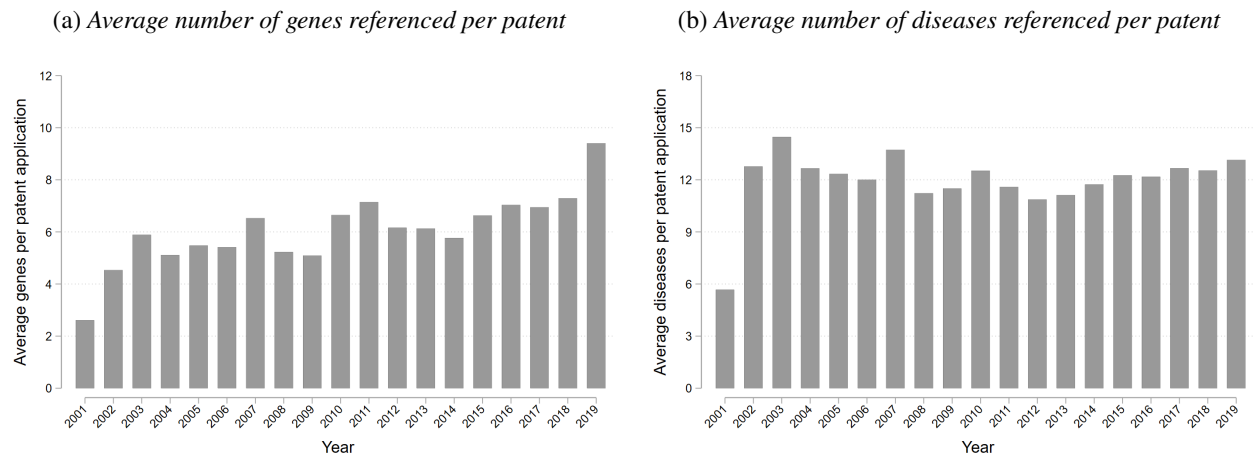 (a) Average number of genes referenced per patent
Average genes per patent application
12
10
8
6
4
2
0
2001 2002 2003 2004 2005 2006 2007 2008 2009 2010 2011 2012 2013 2014 2015 2016 2017 2018 2019
Year
(b) Average number of diseases referenced per patent
Average diseases per patent application
18
15
12
9
6
3
0
2001 2002 2003 2004 2005 2006 2007 2008 2009 2010 2011 2012 2013 2014 2015 2016 2017 2018 2019
Year